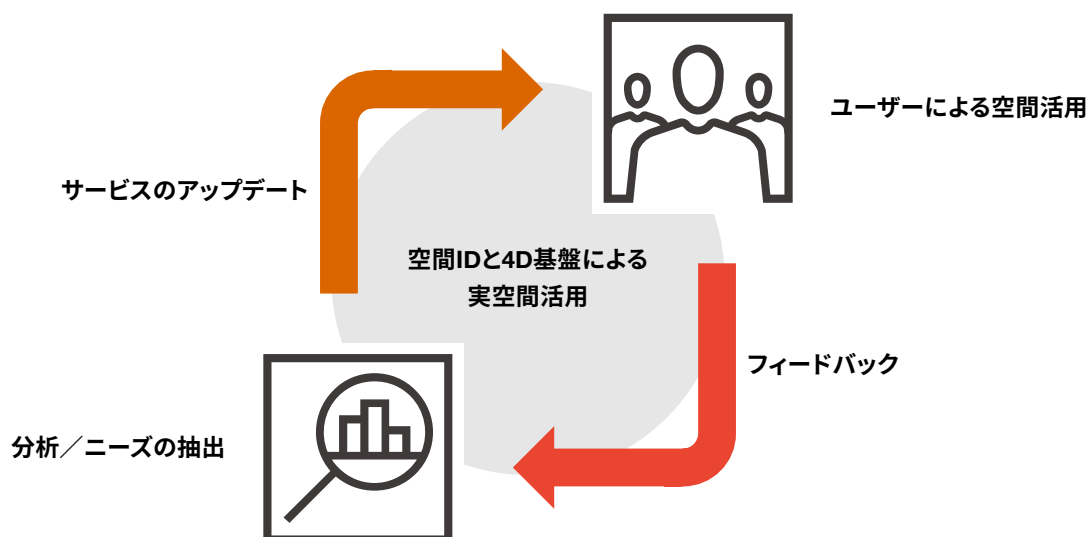 ユーザーによる空間活用
サービスのアップデート
空間IDと4D基盤による
実空間活用
フィードバック
分析／ニーズの抽出